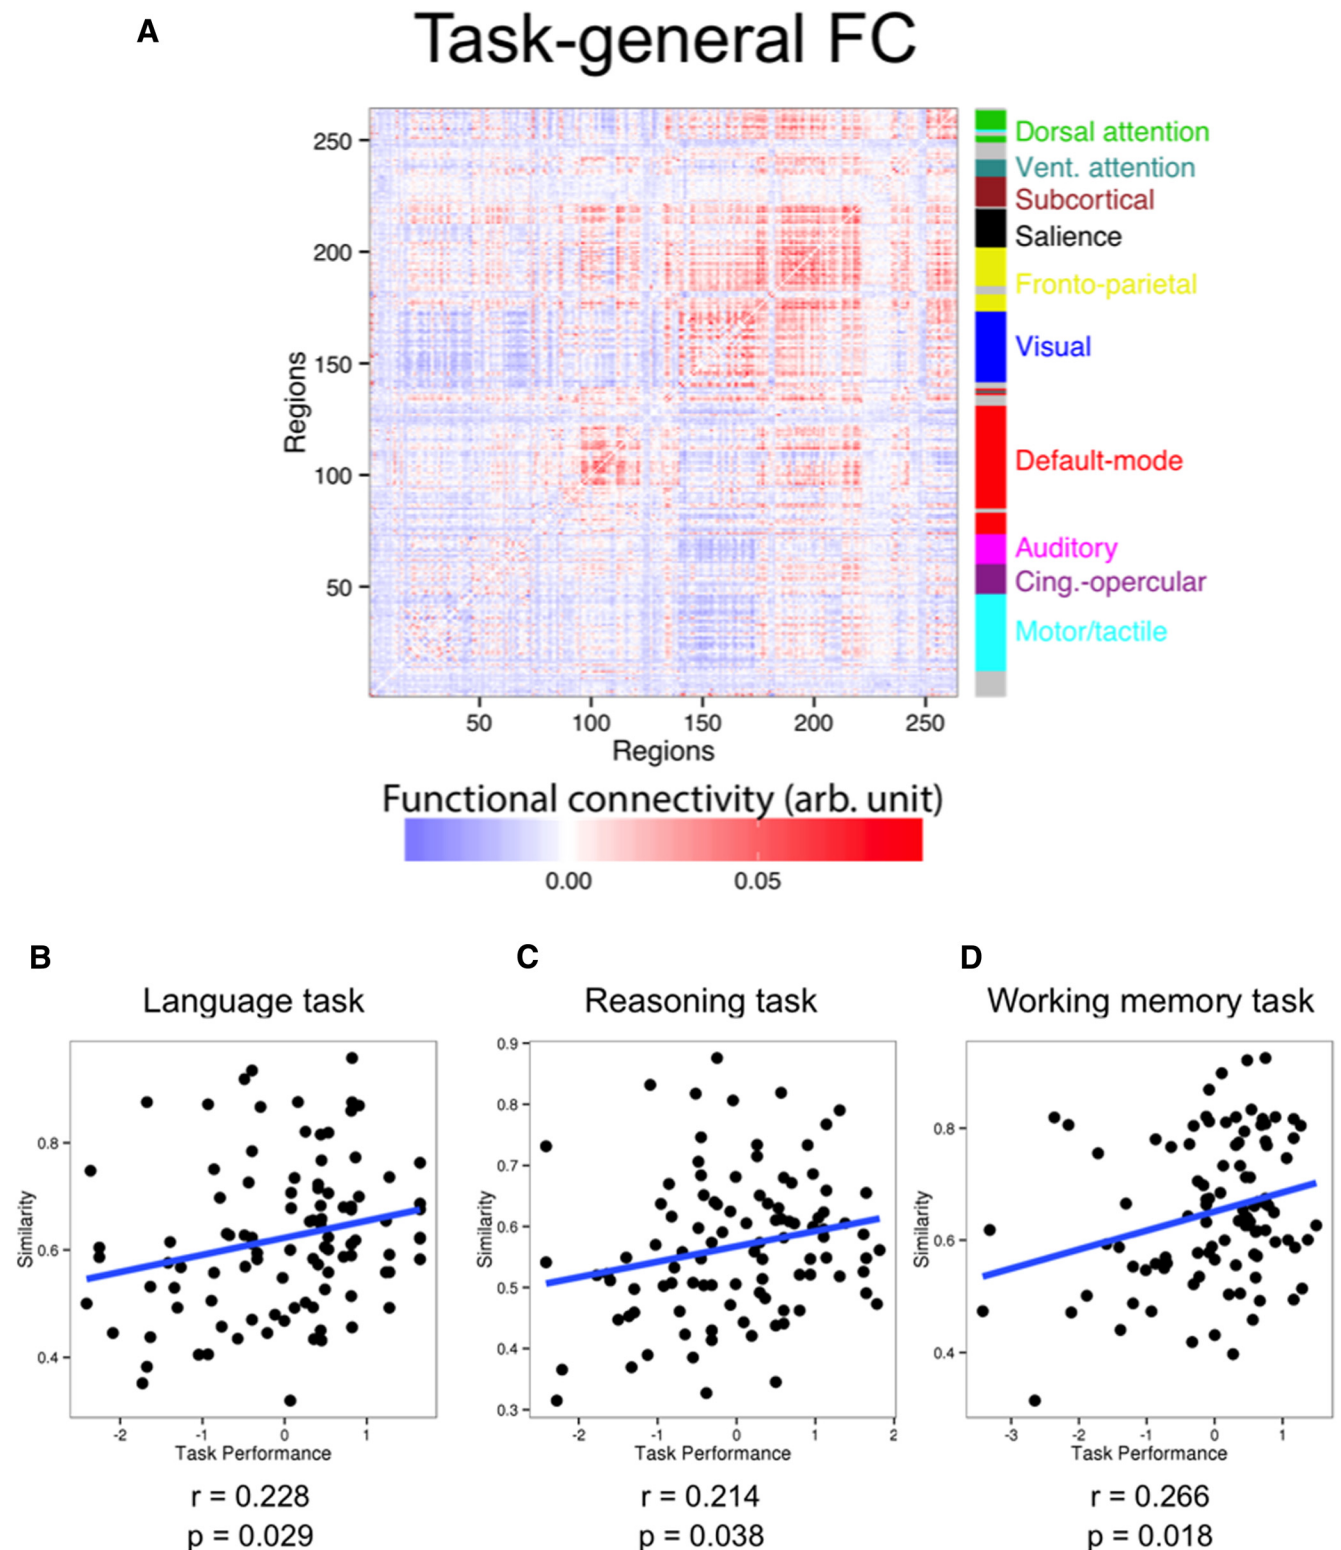 A
Task-general FC
250
200
150
100
50
Regions
50 100 150 200 250
Regions
Dorsal attention
Vent. attention
Subcortical
Salience
Fronto-parietal
Visual
Default-mode
Auditory
Cing.-opercular
Motor/tactile
Functional connectivity (arb. unit)
0.00 0.05
B
Language task
Similarity
0.8
0.6
0.4
-2 -1 0 1
Task Performance
r = 0.228
p = 0.029
C
Reasoning task
Similarity
0.9
0.8
0.7
0.6
0.5
0.4
0.3
-2 -1 0 1 2
Task Performance
r = 0.214
p = 0.038
D
Working memory task
Similarity
0.8
0.6
0.4
-3 -2 -1 0 1
Task Performance
r = 0.266
p = 0.018